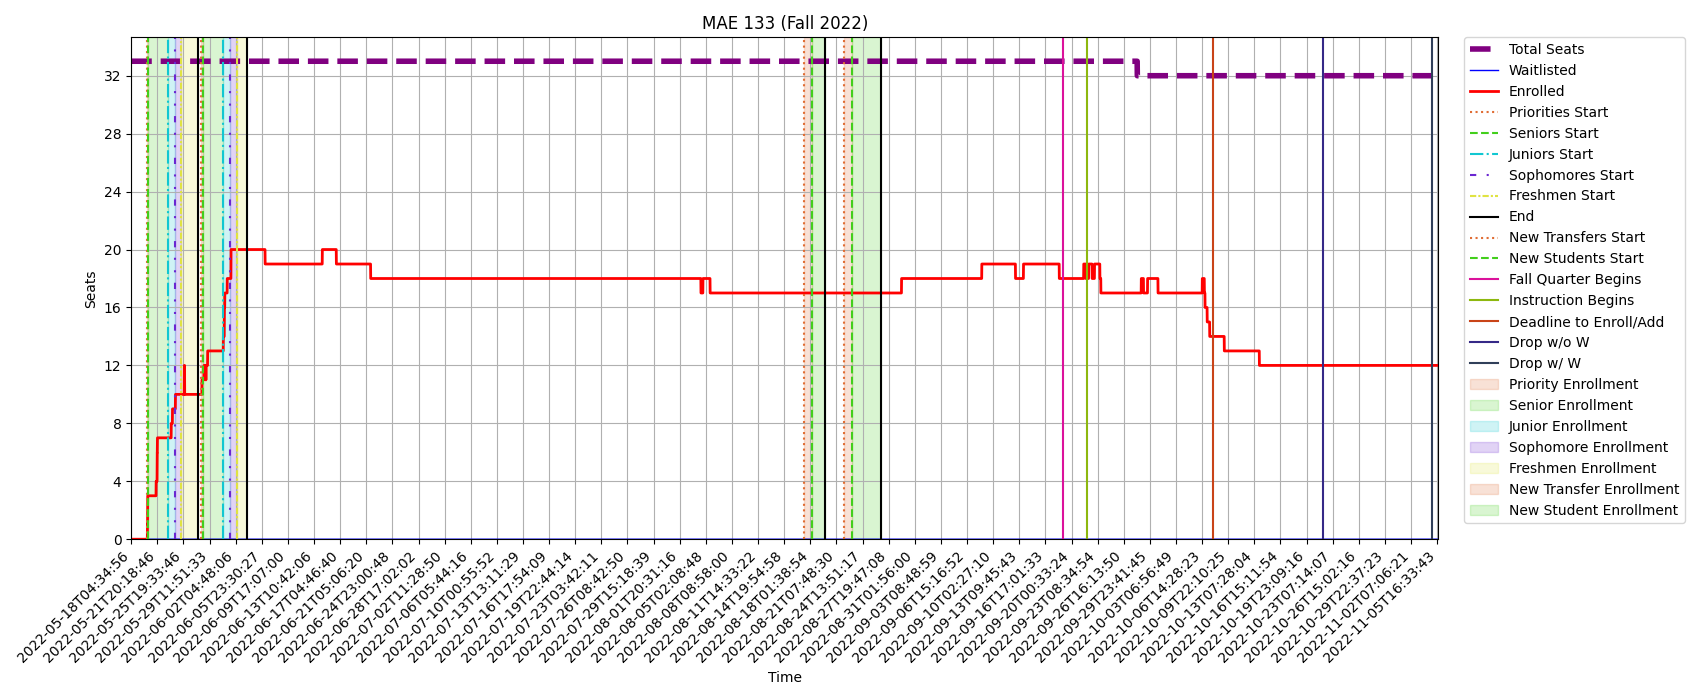 MAE 133 (Fall 2022)
Seats
32
28
24
20
16
12
8
4
0
2022-05-18T04:34:56
2022-05-21T20:18:46
2022-05-25T19:33:46
2022-05-29T11:51:33
2022-06-02T04:48:06
2022-06-05T23:30:27
2022-06-09T17:07:00
2022-06-13T10:42:06
2022-06-17T04:46:40
2022-06-21T05:06:20
2022-06-24T23:00:48
2022-06-28T17:02:02
2022-07-02T11:28:50
2022-07-06T05:44:16
2022-07-10T00:55:52
2022-07-13T13:11:29
2022-07-16T17:54:09
2022-07-19T22:44:14
2022-07-23T03:42:11
2022-07-26T08:42:50
2022-07-29T15:18:39
2022-08-01T20:31:16
2022-08-05T02:08:48
2022-08-08T08:58:00
2022-08-11T14:33:22
2022-08-14T19:54:58
2022-08-18T01:38:54
2022-08-21T07:48:30
2022-08-24T13:51:17
2022-08-27T19:47:08
2022-08-31T01:56:00
2022-09-03T08:48:59
2022-09-06T15:16:52
2022-09-10T02:27:10
2022-09-13T09:45:43
2022-09-16T17:01:33
2022-09-20T00:33:24
2022-09-23T08:34:54
2022-09-26T16:13:50
2022-09-29T23:41:45
2022-10-03T06:56:49
2022-10-06T14:28:23
2022-10-09T22:10:25
2022-10-13T07:28:04
2022-10-16T15:11:54
2022-10-19T23:09:16
2022-10-23T07:14:07
2022-10-26T15:02:16
2022-10-29T22:37:23
2022-11-02T07:06:21
2022-11-05T16:33:43
Time
Total Seats
Waitlisted
Enrolled
Priorities Start
Seniors Start
Juniors Start
Sophomores Start
Freshmen Start
End
New Transfers Start
New Students Start
Fall Quarter Begins
Instruction Begins
Deadline to Enroll/Add
Drop w/o W
Drop w/ W
Priority Enrollment
Senior Enrollment
Junior Enrollment
Sophomore Enrollment
Freshmen Enrollment
New Transfer Enrollment
New Student Enrollment